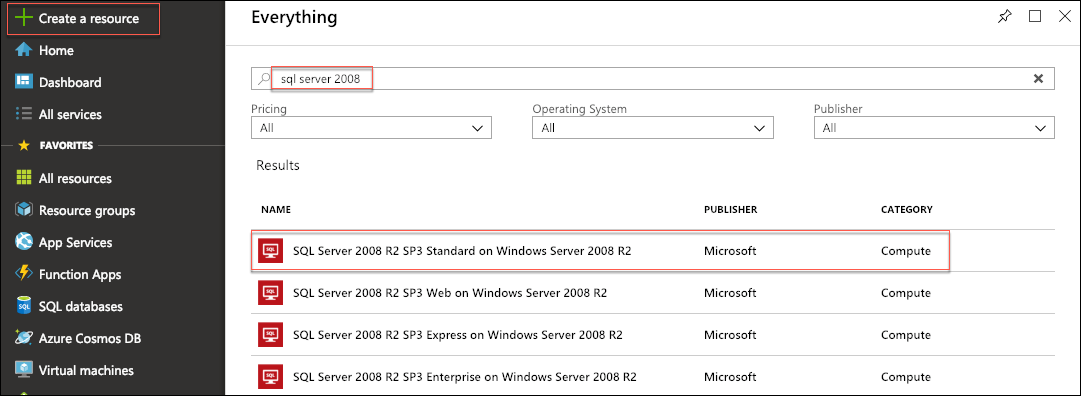 Create a resource
Home
Dashboard
All services
FAVORITES
All resources
Resource groups
App Services
Function Apps
SQL databases
Azure Cosmos DB
Virtual machines
Everything
sql server 2008
Pricing Operating System Publisher
All All All
Results
NAME PUBLISHER CATEGORY
SQL SQL Server 2008 R2 SP3 Standard on Windows Server 2008 R2 Microsoft Compute
SQL SQL Server 2008 R2 SP3 Web on Windows Server 2008 R2 Microsoft Compute
SQL SQL Server 2008 R2 SP3 Express on Windows Server 2008 R2 Microsoft Compute
SQL SQL Server 2008 R2 SP3 Enterprise on Windows Server 2008 R2 Microsoft Compute